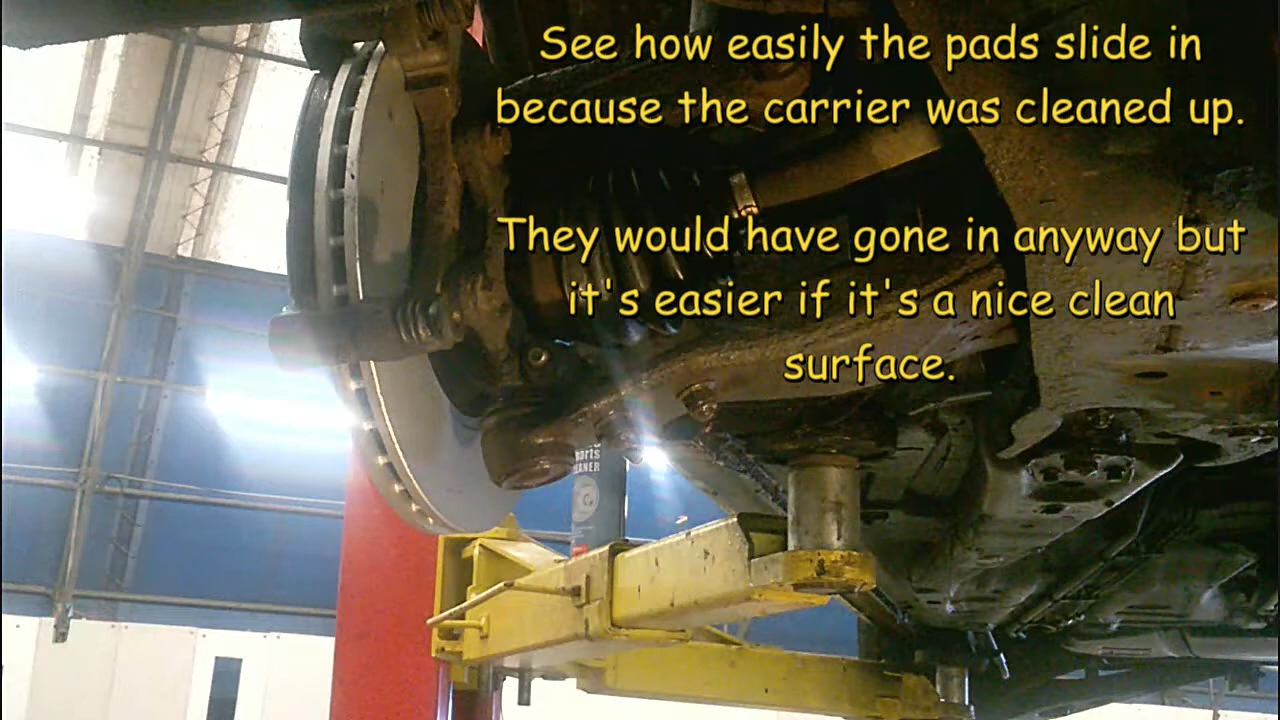 See how easily the pads slide in
because the carrier was cleaned up.
They would have gone in anyway but
it's easier if it's a nice clean
surface.